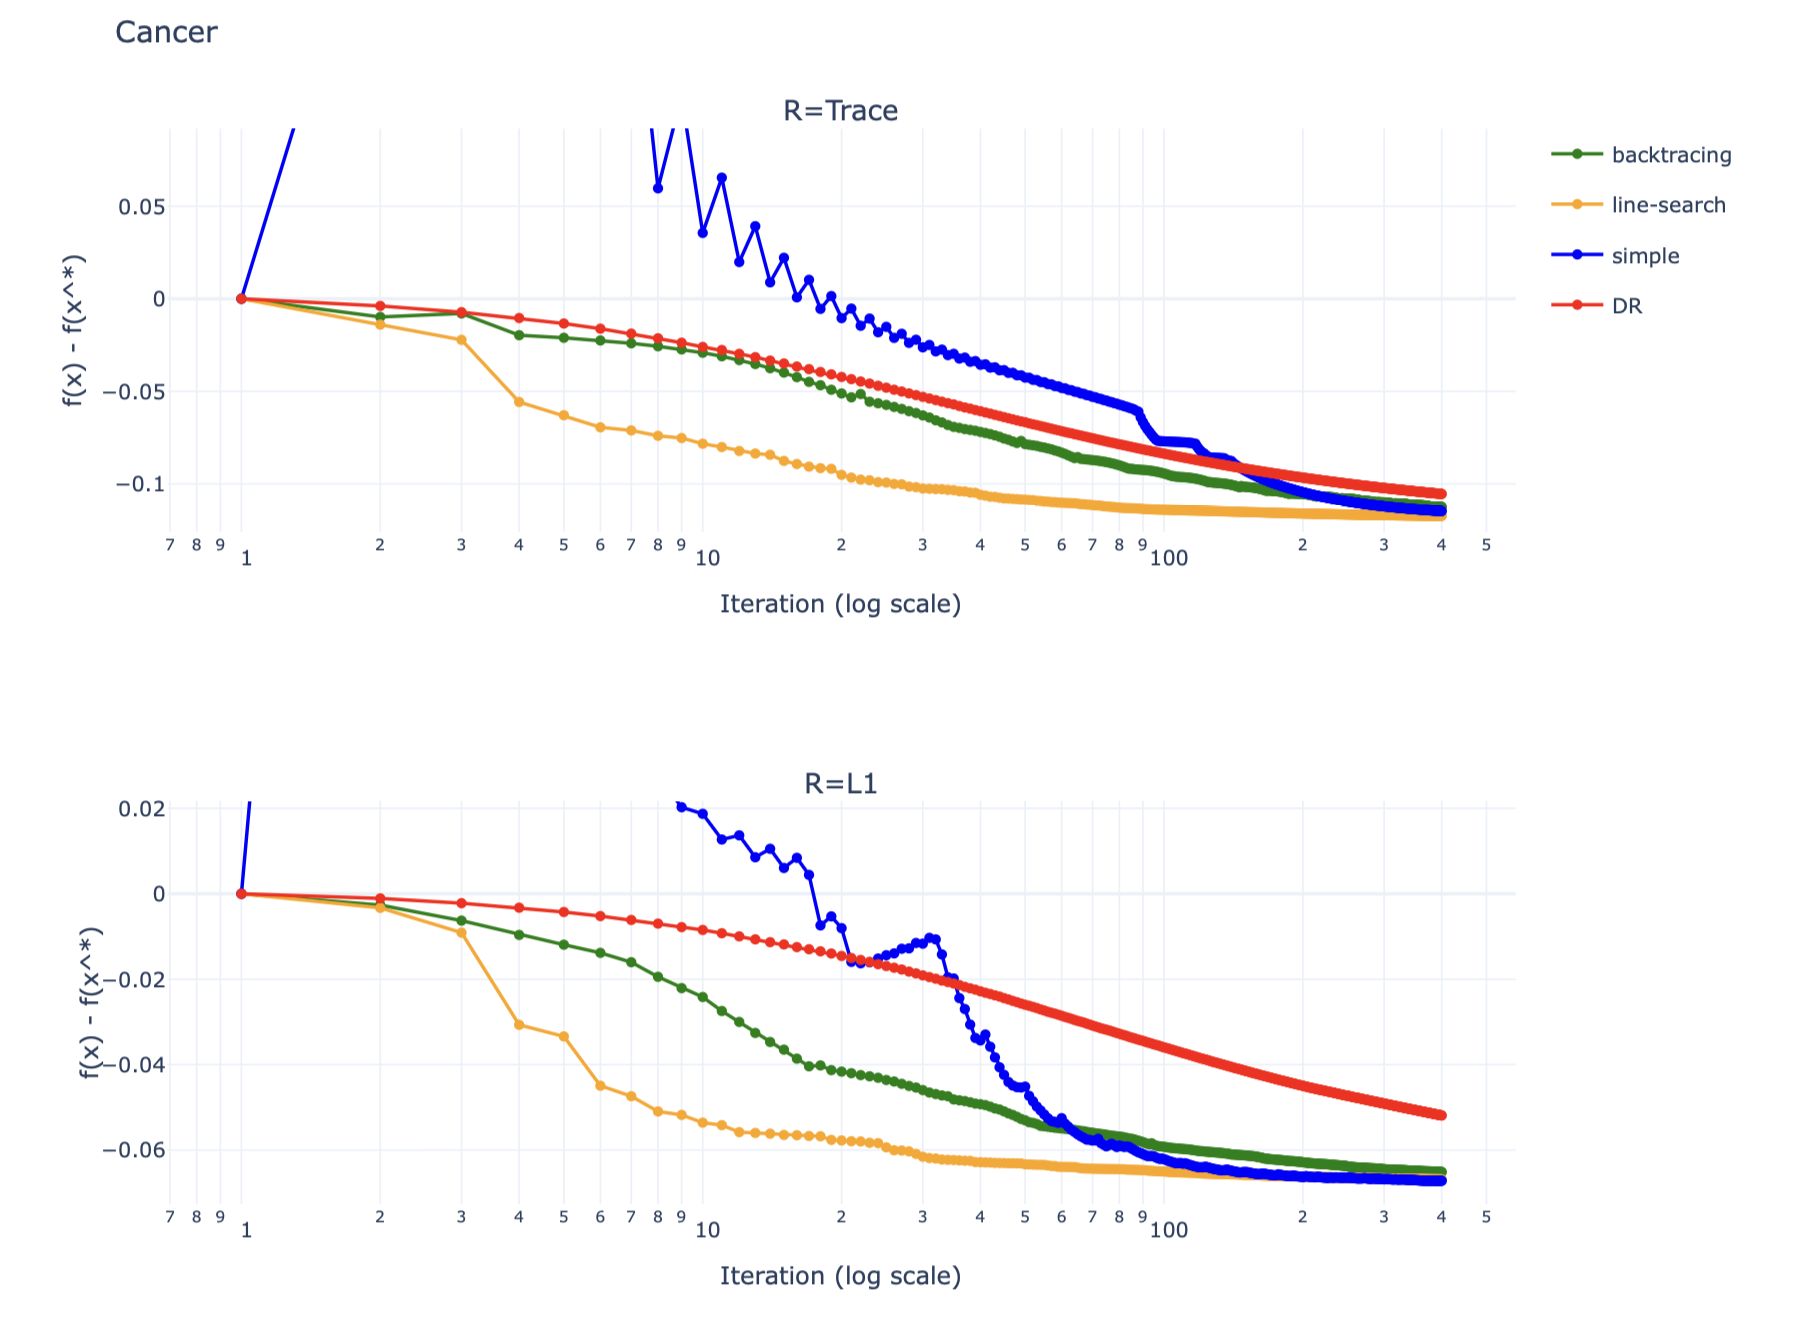 Cancer
R=Trace
backtracing
line-search
simple
DR
f(x) - f(x^*)
0.05
0
−0.05
−0.1
7 8 9 1 2 3 4 5 6 7 8 9 10 2 3 4 5 6 7 8 9 100 2 3 4 5
Iteration (log scale)
R=L1
f(x) - f(x^*)
0.02
0
−0.02
−0.04
−0.06
7 8 9 1 2 3 4 5 6 7 8 9 10 2 3 4 5 6 7 8 9 100 2 3 4 5
Iteration (log scale)